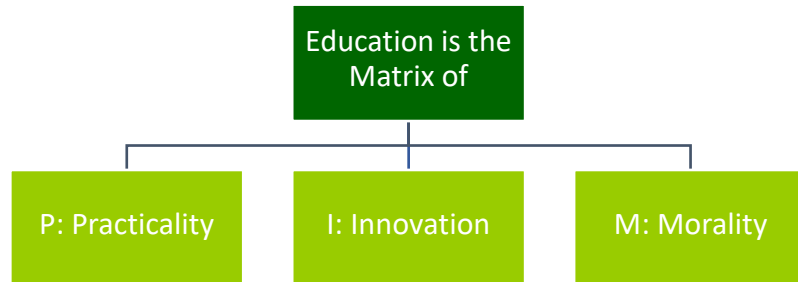 Education is the
Matrix of
P: Practicality
I: Innovation
M: Morality